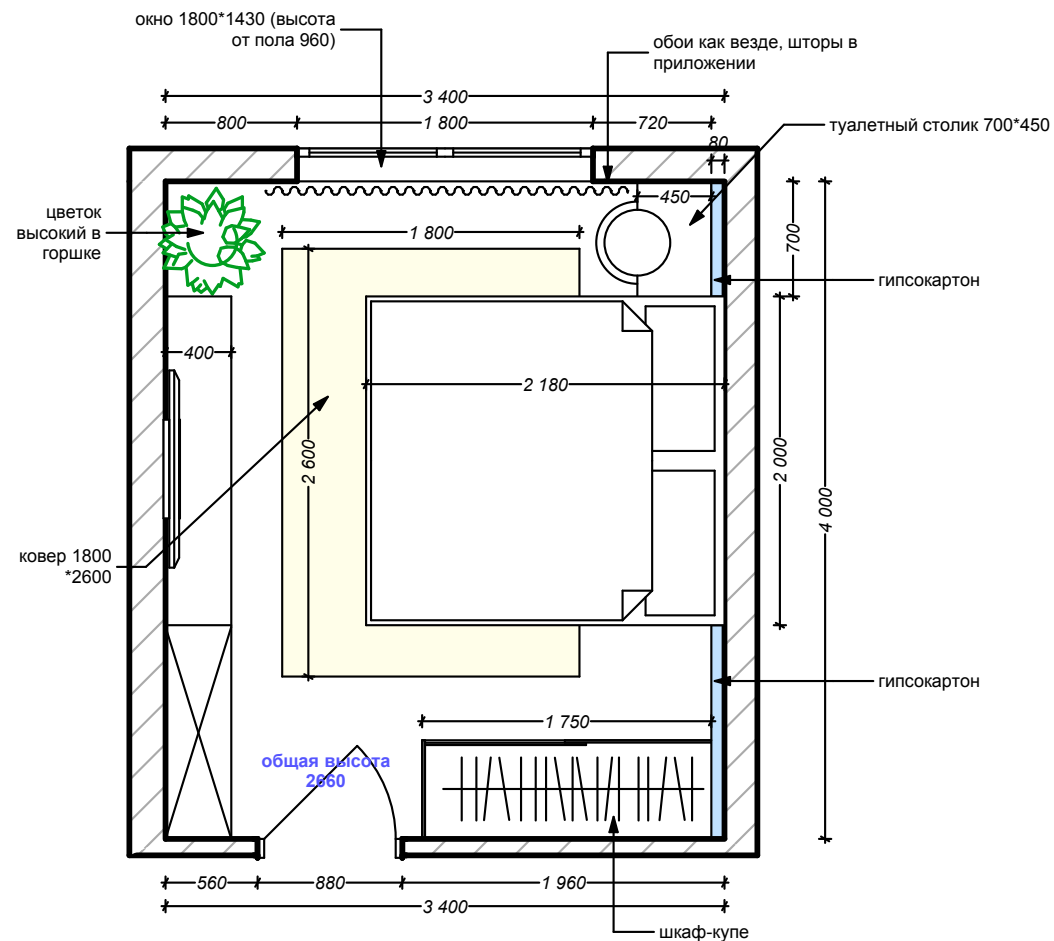 окно 1800*1430 (высота
от пола 960)
обои как везде, шторы в
приложении
3 400
800
1 800
720
туалетный столик 700*450
80
450
цветок
высокий в
горшке
1 800
700
гипсокартон
400
2 180
2 600
2 000
4 000
ковер 1800
*2600
гипсокартон
1 750
общая высота
2660
560
880
1 960
3 400
шкаф-купе